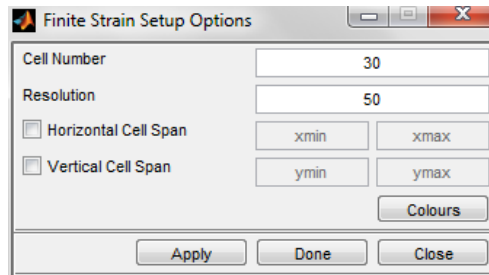 Finite Strain Setup Options
Cell Number 30
Resolution 50
Horizontal Cell Span xmin xmax
Vertical Cell Span ymin ymax
Colours
Apply Done Close